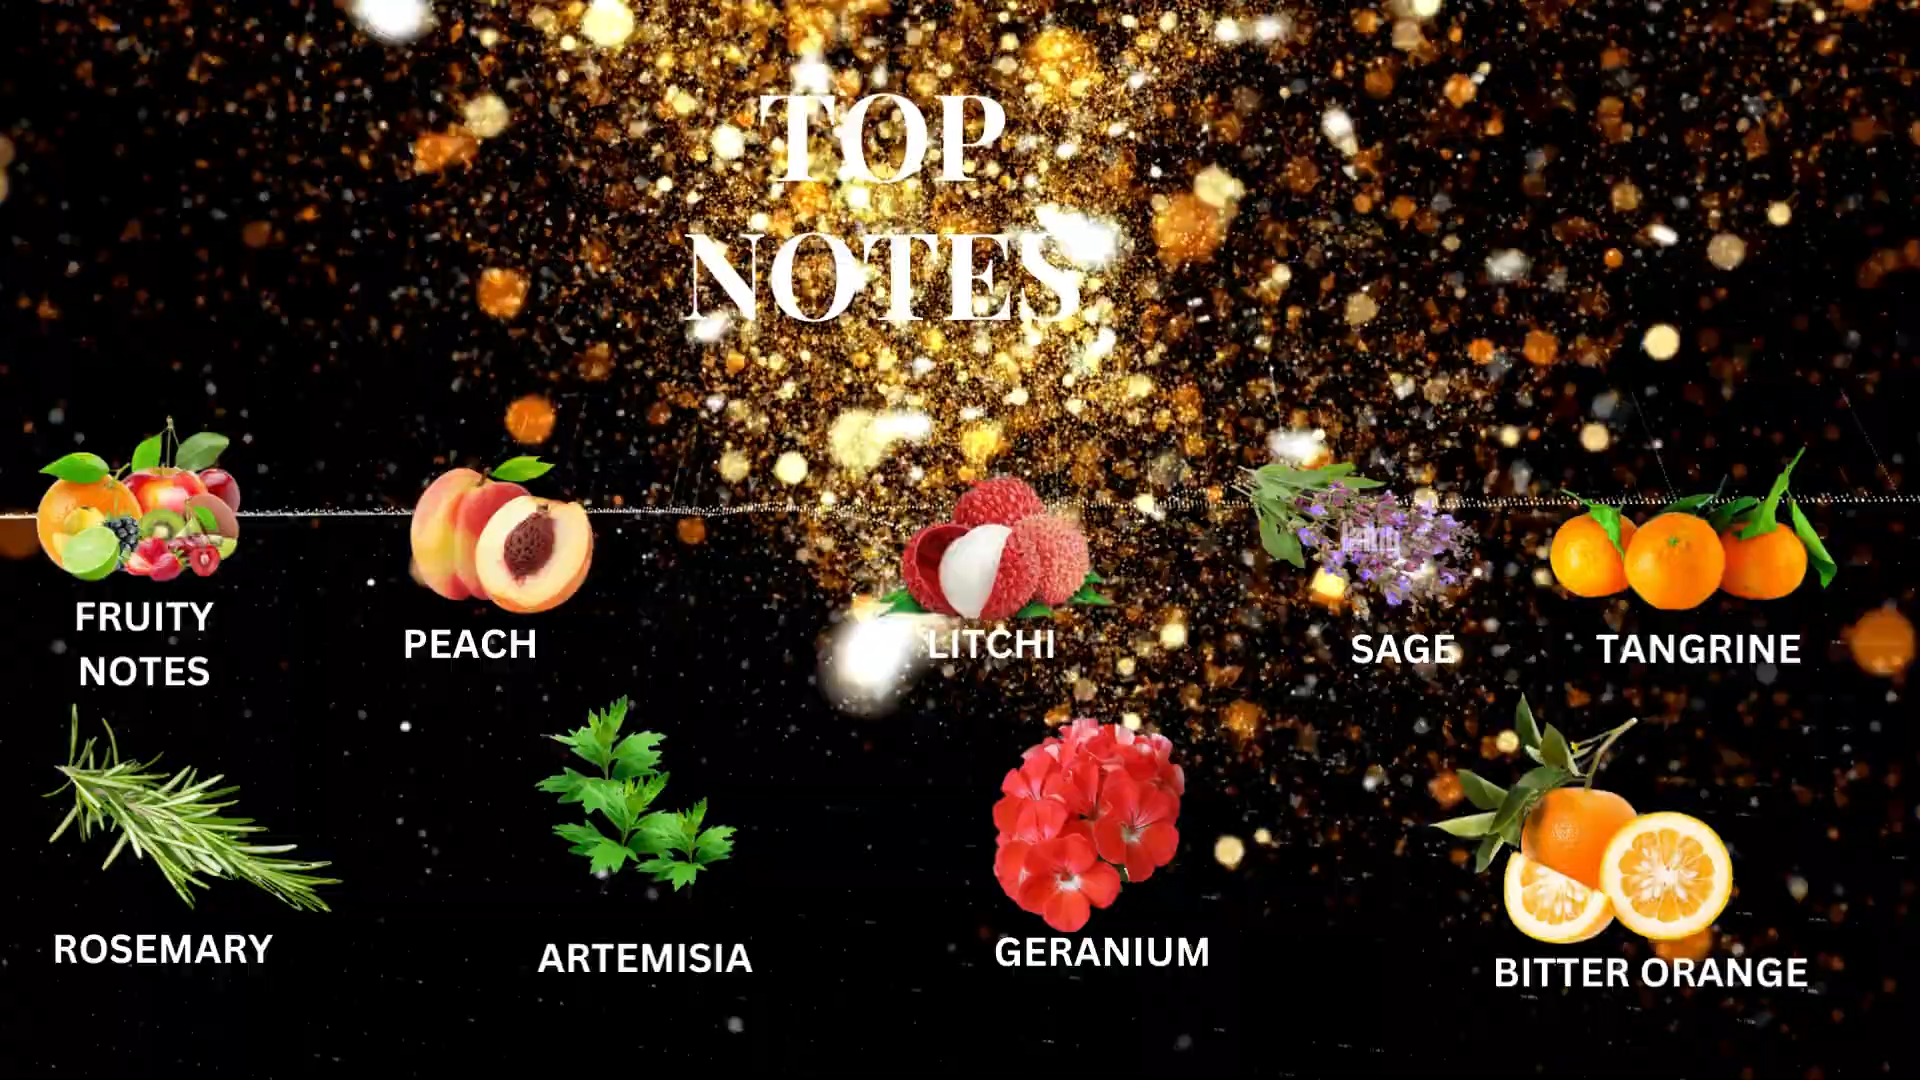 TOP
NOTES
FRUITY
NOTES
PEACH
LITCHI
SAGE
TANGRINE
ROSEMARY
ARTEMISIA
GERANIUM
BITTER ORANGE